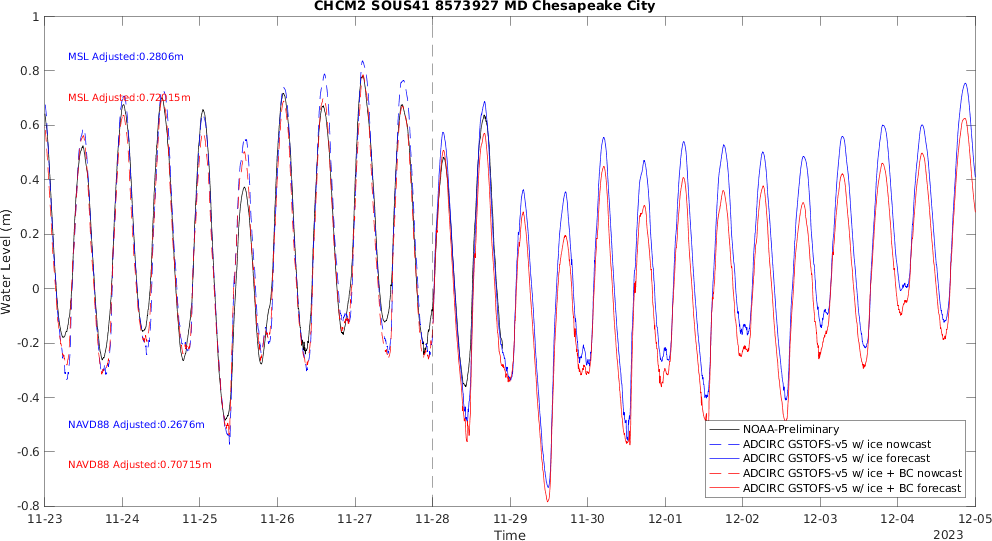 CHCM2 SOUS41 8573927 MD Chesapeake City
1
0.8
0.6
0.4
0.2
0
-0.2
-0.4
-0.6
-0.8
Water Level (m)
MSL Adjusted:0.2806m
MSL Adjusted:0.72015m
NAVD88 Adjusted:0.2676m
NAVD88 Adjusted:0.70715m
NOAA-Preliminary
ADCIRC GSTOFS-v5 w/ ice nowcast
ADCIRC GSTOFS-v5 w/ ice forecast
ADCIRC GSTOFS-v5 w/ ice + BC nowcast
ADCIRC GSTOFS-v5 w/ ice + BC forecast
11-23 11-24 11-25 11-26 11-27 11-28 11-29 11-30 12-01 12-02 12-03 12-04 12-05
Time
2023